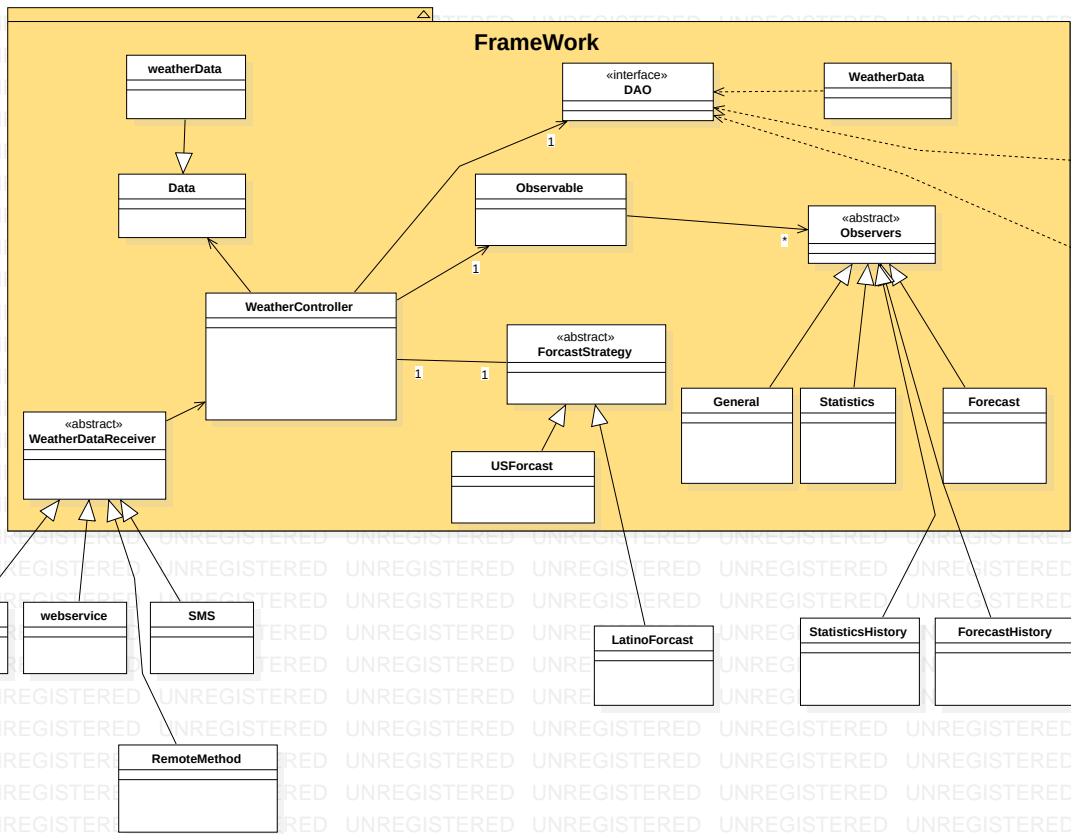 FrameWork
weatherData
«interface»
DAO
WeatherData
Data
Observable
«abstract»
Observers
1
*
1
WeatherController
«abstract»
ForcastStrategy
1
1
General
Statistics
Forecast
«abstract»
WeatherDataReceiver
USForcast
webservice
SMS
LatinoForcast
StatisticsHistory
ForecastHistory
RemoteMethod
UNREGISTERED